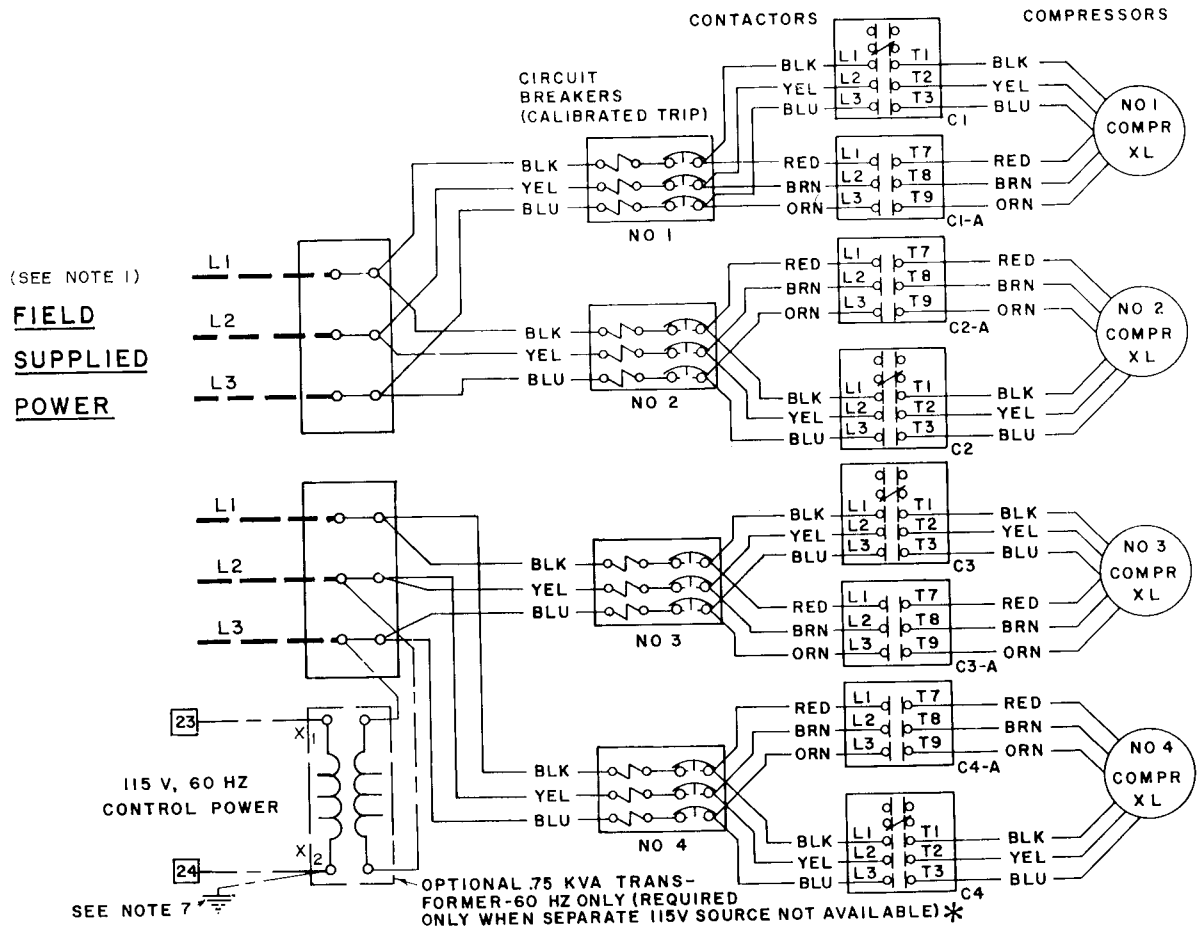 CONTACTORS
COMPRESSORS
CIRCUIT
BREAKERS
(CALIBRATED TRIP)
BLK L1 T1 BLK
YEL L2 T2 YEL
BLU L3 T3 BLU
C1
NO 1
COMPR
XL
BLK RED L1 T7 RED
YEL BRN L2 T8 BRN
BLU ORN L3 T9 ORN
NO 1
C1-A
(SEE NOTE 1)
FIELD
SUPPLIED
POWER
L1
L2
L3
RED L1 T7 RED
BRN L2 T8 BRN
ORN L3 T9 ORN
C2-A
NO 2
COMPR
XL
BLK
YEL
BLU
NO 2
BLK L1 T1 BLK
YEL L2 T2 YEL
BLU L3 T3 BLU
C2
L1
L2
L3
BLK L1 T1 BLK
YEL L2 T2 YEL
BLU L3 T3 BLU
C3
NO 3
COMPR
XL
BLK
YEL
BLU
NO 3
RED L1 T7 RED
BRN L2 T8 BRN
ORN L3 T9 ORN
C3-A
RED L1 T7 RED
BRN L2 T8 BRN
ORN L3 T9 ORN
C4-A
NO 4
COMPR
XL
BLK
YEL
BLU
NO 4
BLK L1 T1 BLK
YEL L2 T2 YEL
BLU L3 T3 BLU
C4
23
X1
115 V, 60 HZ
CONTROL POWER
X2
24
SEE NOTE 7
OPTIONAL .75 KVA TRANS-
FORMER-60 HZ ONLY (REQUIRED
ONLY WHEN SEPARATE 115V SOURCE NOT AVAILABLE) *